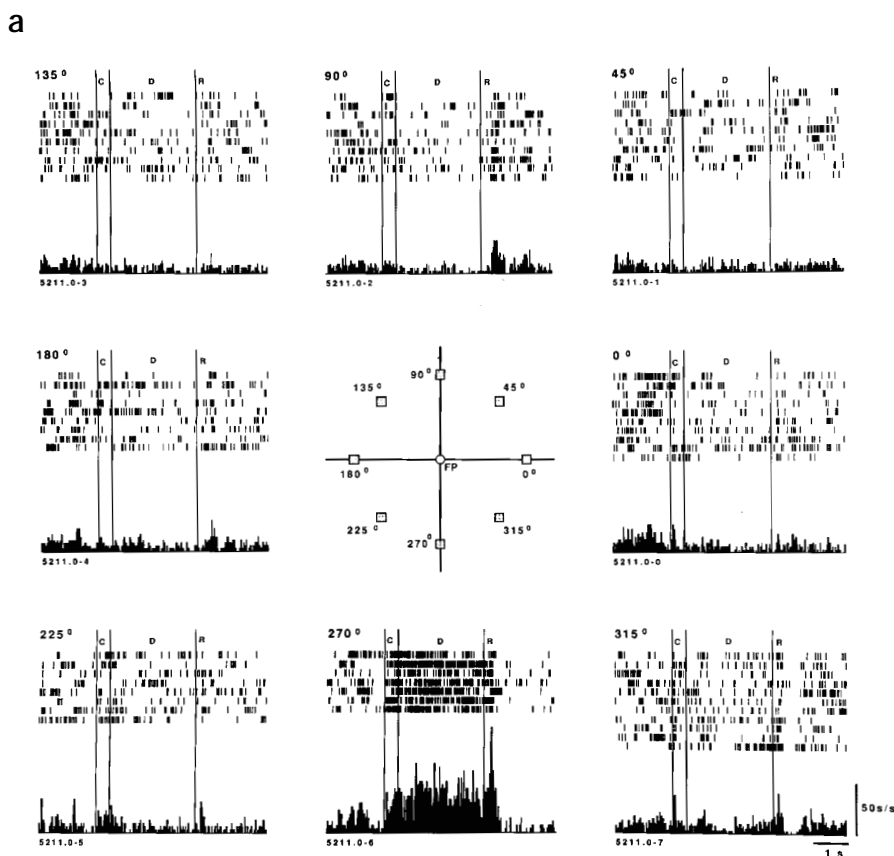 a
135°
C D R
5211.0-3
90°
C D R
5211.0-2
45°
C D R
5211.0-1
180°
C D R
5211.0-4
90°
135°
45°
180°
FP
0°
225°
270°
315°
0°
C D R
5211.0-0
225°
C D R
5211.0-5
270°
C D R
5211.0-6
315°
C D R
5211.0-7
50s/s
1 s